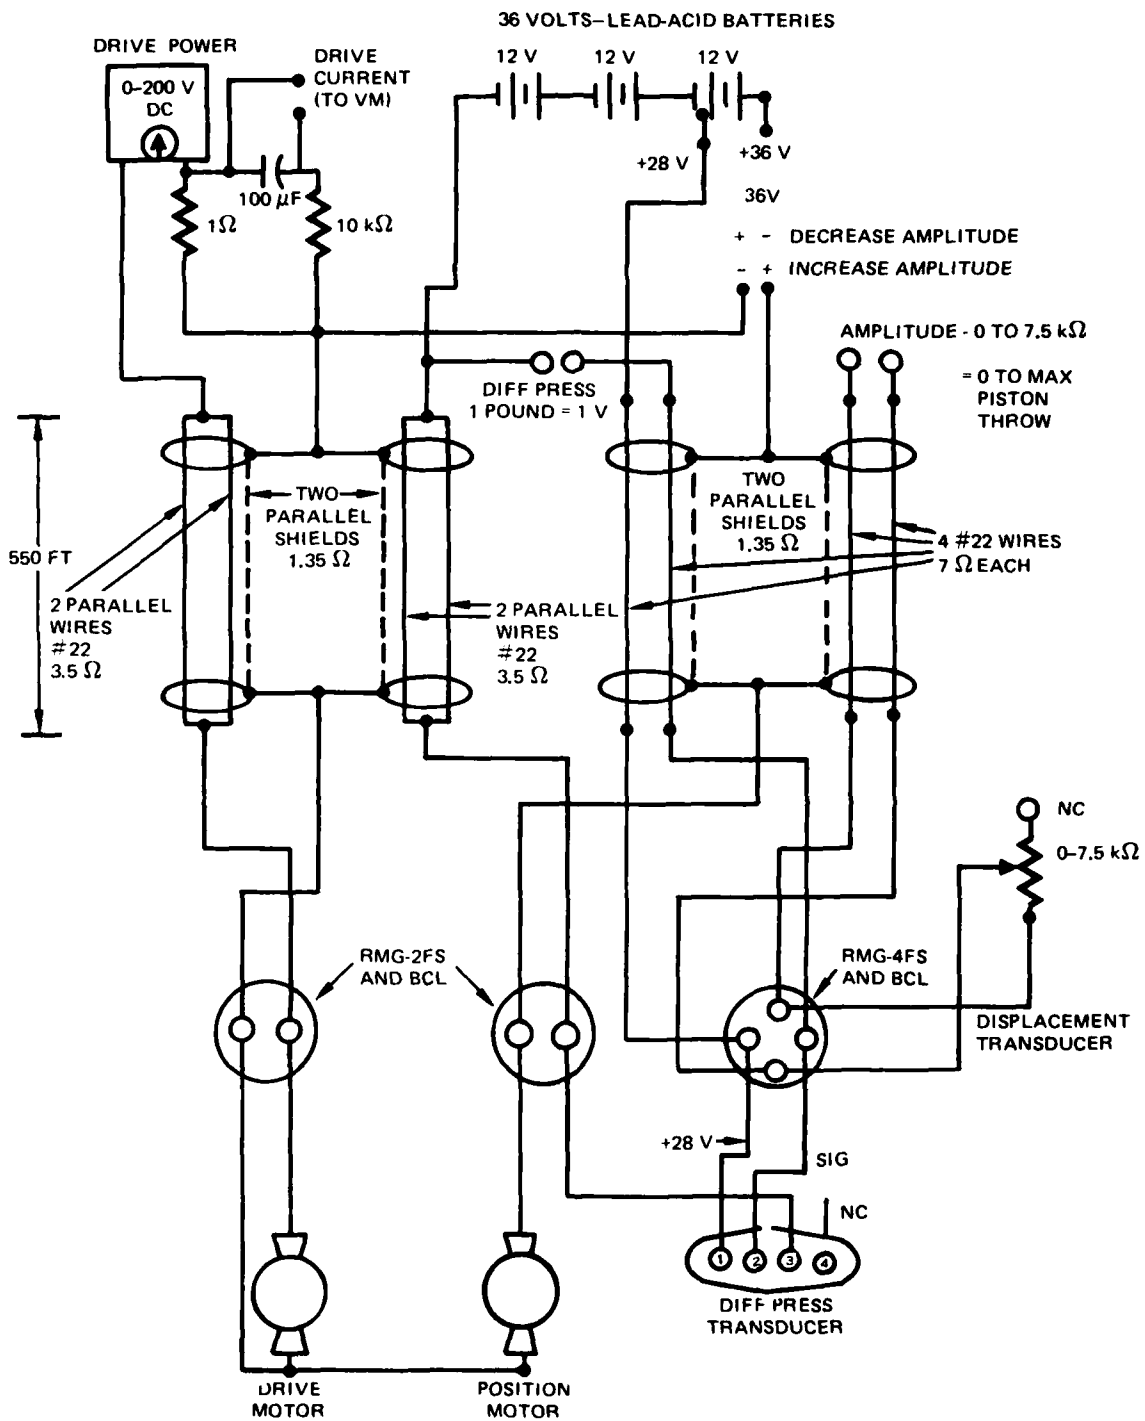 36 VOLTS–LEAD-ACID BATTERIES
DRIVE POWER
0–200 V
DC
DRIVE
CURRENT
(TO VM)
12 V
12 V
12 V
+28 V
+36 V
36V
100 μF
1Ω
10 kΩ
+ – DECREASE AMPLITUDE
– + INCREASE AMPLITUDE
AMPLITUDE - 0 TO 7.5 kΩ
= 0 TO MAX
PISTON
THROW
DIFF PRESS
1 POUND = 1 V
TWO
PARALLEL
SHIELDS
1.35 Ω
TWO
PARALLEL
SHIELDS
1.35 Ω
550 FT
2 PARALLEL
WIRES
#22
3.5 Ω
2 PARALLEL
WIRES
#22
3.5 Ω
4 #22 WIRES
7 Ω EACH
NC
0–7.5 kΩ
RMG-2FS
AND BCL
RMG-4FS
AND BCL
DISPLACEMENT
TRANSDUCER
+28 V
SIG
NC
1
2
3
4
DIFF PRESS
TRANSDUCER
DRIVE
MOTOR
POSITION
MOTOR